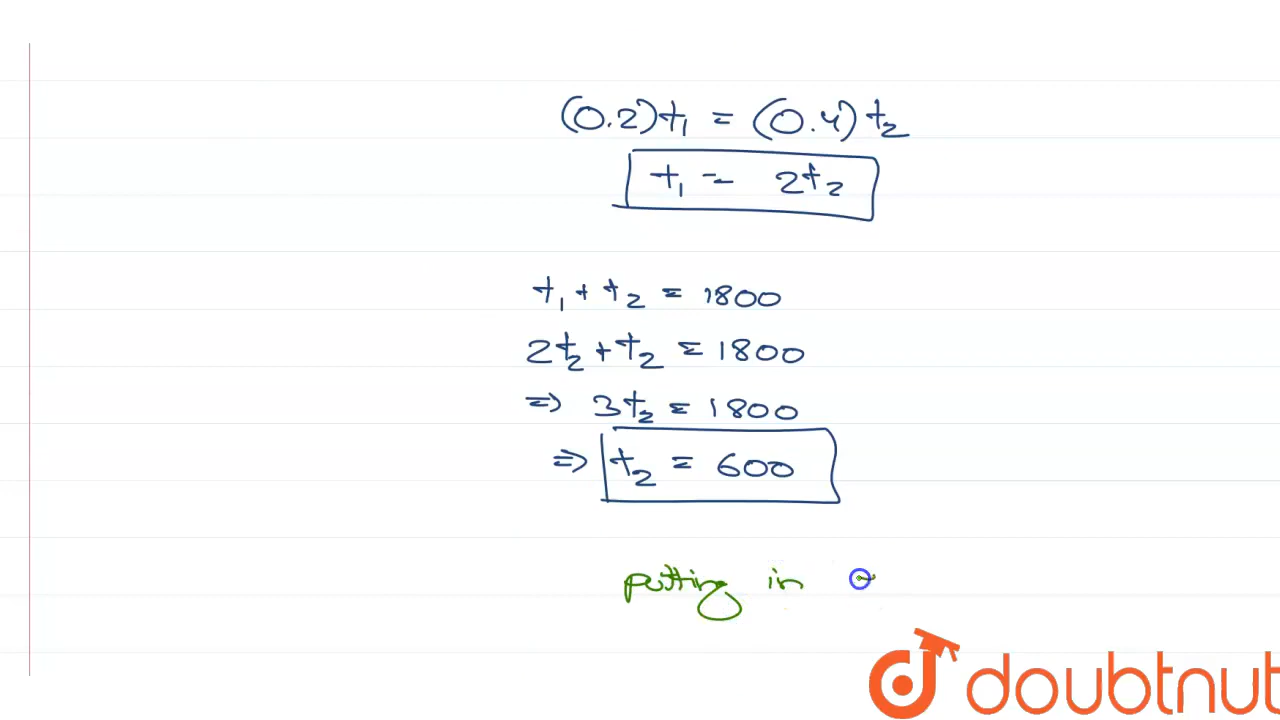 (0.2)t₁ = (0.4)t₂
t₁ = 2t₂
t₁ + t₂ = 1800
2t₂ + t₂ = 1800
⇒ 3t₂ = 1800
⇒ t₂ = 600
putting in
doubtnut